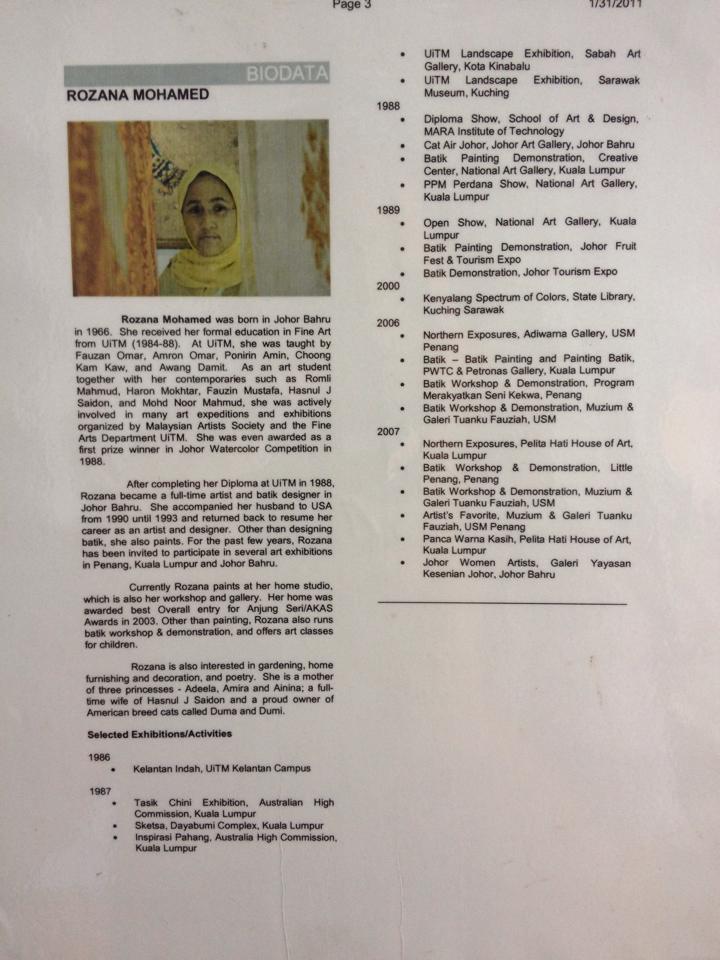 Page 3
1/31/2011
BIODATA
ROZANA MOHAMED
Rozana Mohamed was born in Johor Bahru
in 1966. She received her formal education in Fine Art
from UiTM (1984-88). At UiTM, she was taught by
Fauzan Omar, Amron Omar, Ponirin Amin, Choong
Kam Kaw, and Awang Damit. As an art student
together with her contemporaries such as Romli
Mahmud, Haron Mokhtar, Fauzin Mustafa, Hasnul J
Saidon, and Mohd Noor Mahmud, she was actively
involved in many art expeditions and exhibitions
organized by Malaysian Artists Society and the Fine
Arts Department UiTM. She was even awarded as a
first prize winner in Johor Watercolor Competition in
1988.
After completing her Diploma at UiTM in 1988,
Rozana became a full-time artist and batik designer in
Johor Bahru. She accompanied her husband to USA
from 1990 until 1993 and returned back to resume her
career as an artist and designer. Other than designing
batik, she also paints. For the past few years, Rozana
has been invited to participate in several art exhibitions
in Penang, Kuala Lumpur and Johor Bahru.
Currently Rozana paints at her home studio,
which is also her workshop and gallery. Her home was
awarded best Overall entry for Anjung Seri/AKAS
Awards in 2003. Other than painting, Rozana also runs
batik workshop & demonstration, and offers art classes
for children.
Rozana is also interested in gardening, home
furnishing and decoration, and poetry. She is a mother
of three princesses - Adeela, Amira and Ainina; a full-
time wife of Hasnul J Saidon and a proud owner of
American breed cats called Duma and Dumi.
Selected Exhibitions/Activities
1986
• Kelantan Indah, UiTM Kelantan Campus
1987
• Tasik Chini Exhibition, Australian High
Commission, Kuala Lumpur
• Sketsa, Dayabumi Complex, Kuala Lumpur
• Inspirasi Pahang, Australia High Commission,
Kuala Lumpur
• UiTM Landscape Exhibition, Sabah Art
Gallery, Kota Kinabalu
• UiTM Landscape Exhibition, Sarawak
Museum, Kuching
1988
• Diploma Show, School of Art & Design,
MARA Institute of Technology
• Cat Air Johor, Johor Art Gallery, Johor Bahru
• Batik Painting Demonstration, Creative
Center, National Art Gallery, Kuala Lumpur
• PPM Perdana Show, National Art Gallery,
Kuala Lumpur
1989
• Open Show, National Art Gallery, Kuala
Lumpur
• Batik Painting Demonstration, Johor Fruit
Fest & Tourism Expo
• Batik Demonstration, Johor Tourism Expo
2000
• Kenyalang Spectrum of Colors, State Library,
Kuching Sarawak
2006
• Northern Exposures, Adiwarna Gallery, USM
Penang
• Batik – Batik Painting and Painting Batik,
PWTC & Petronas Gallery, Kuala Lumpur
• Batik Workshop & Demonstration, Program
Merakyatkan Seni Kekwa, Penang
• Batik Workshop & Demonstration, Muzium &
Galeri Tuanku Fauziah, USM
2007
• Northern Exposures, Pelita Hati House of Art,
Kuala Lumpur
• Batik Workshop & Demonstration, Little
Penang, Penang
• Batik Workshop & Demonstration, Muzium &
Galeri Tuanku Fauziah, USM
• Artist's Favorite, Muzium & Galeri Tuanku
Fauziah, USM Penang
• Panca Warna Kasih, Pelita Hati House of Art,
Kuala Lumpur
• Johor Women Artists, Galeri Yayasan
Kesenian Johor, Johor Bahru